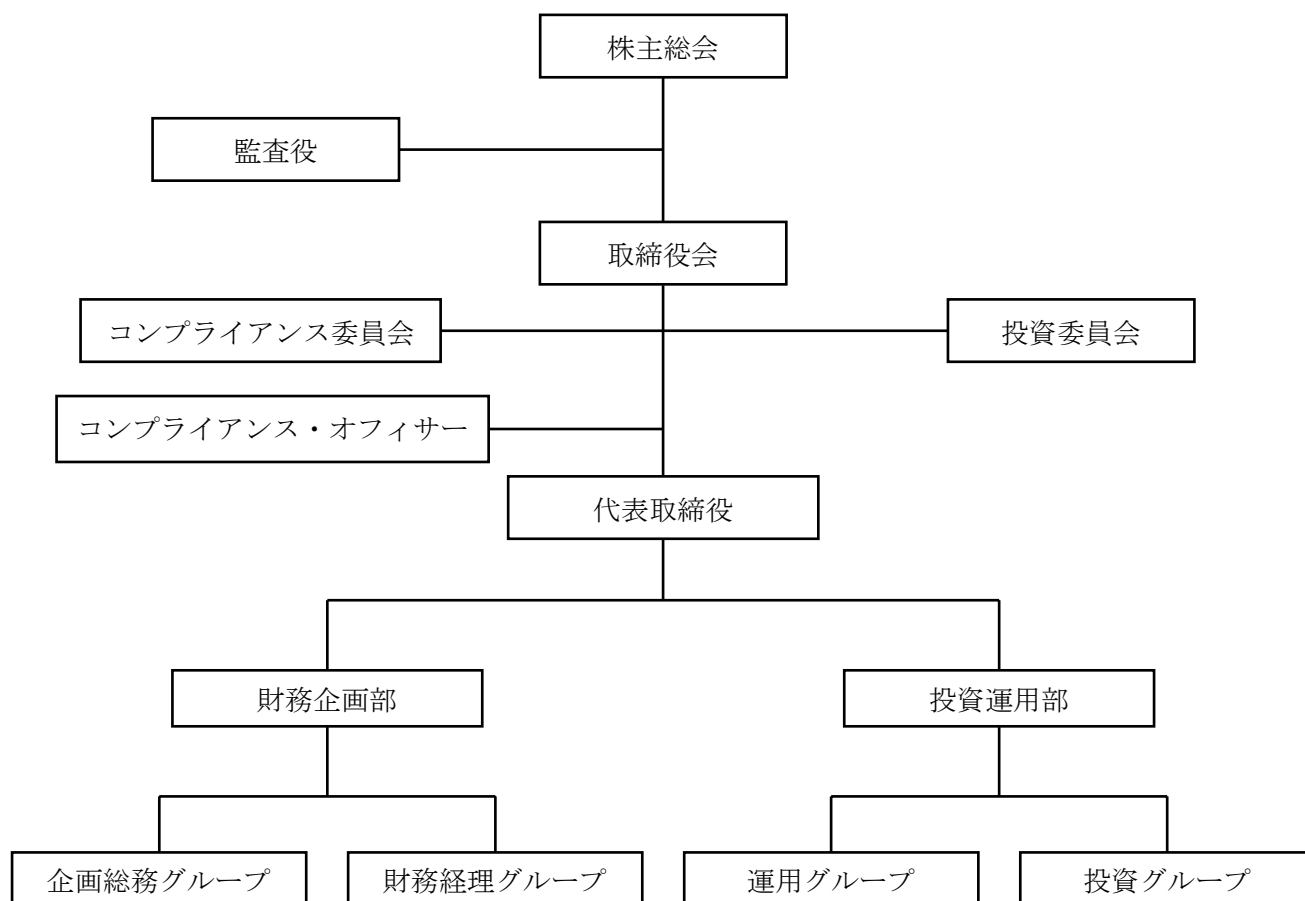 株主総会
監査役
取締役会
コンプライアンス委員会
投資委員会
コンプライアンス・オフィサー
代表取締役
財務企画部
投資運用部
企画総務グループ
財務経理グループ
運用グループ
投資グループ